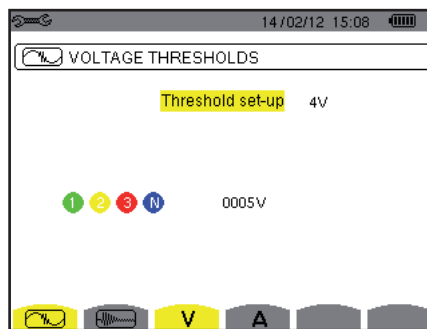 14/02/12 15:08
VOLTAGE THRESHOLDS
Threshold set-up 4V
1 2 3 N 0005V
V A